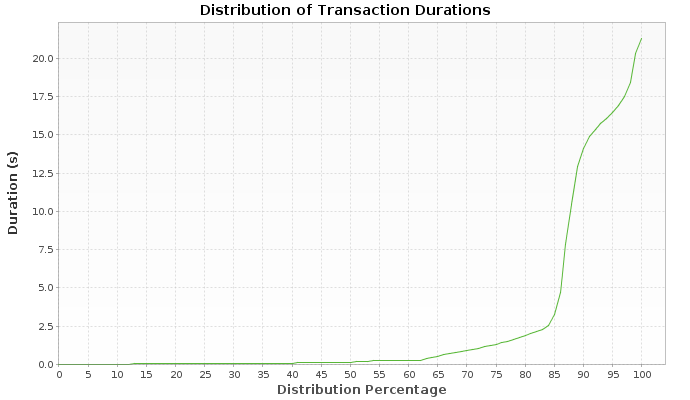 Distribution of Transaction Durations
Duration (s)
20.0
17.5
15.0
12.5
10.0
7.5
5.0
2.5
0.0
0 5 10 15 20 25 30 35 40 45 50 55 60 65 70 75 80 85 90 95 100
Distribution Percentage